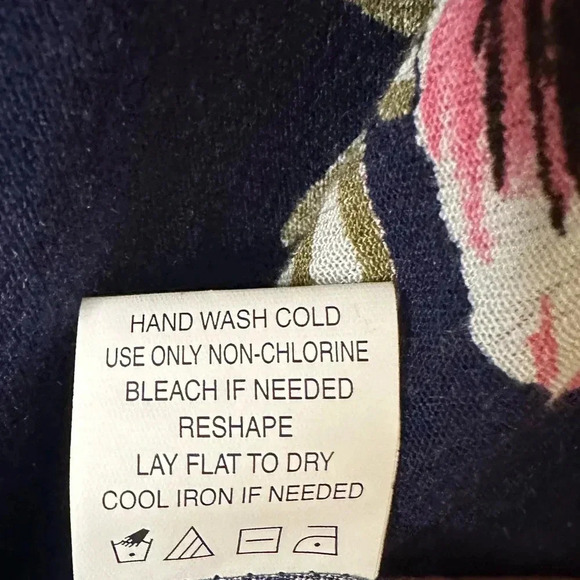 HAND WASH COLD
USE ONLY NON-CHLORINE
BLEACH IF NEEDED
RESHAPE
LAY FLAT TO DRY
COOL IRON IF NEEDED